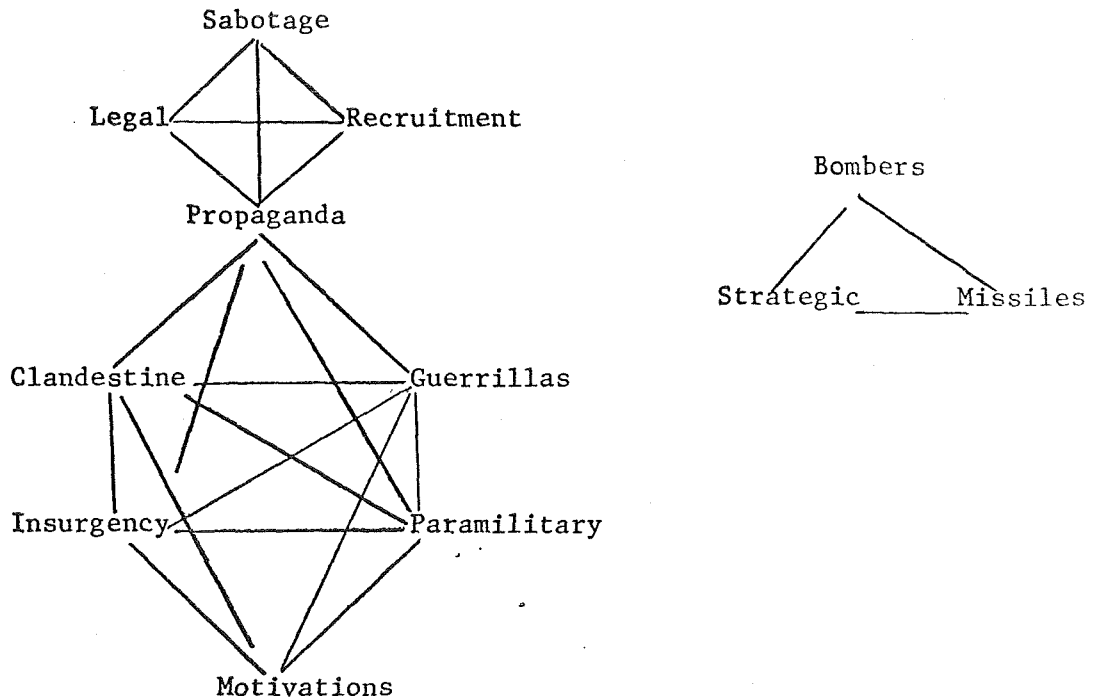 Sabotage
Legal Recruitment
Propaganda
Clandestine Guerrillas
Insurgency Paramilitary
Motivations
Bombers
Strategic Missiles